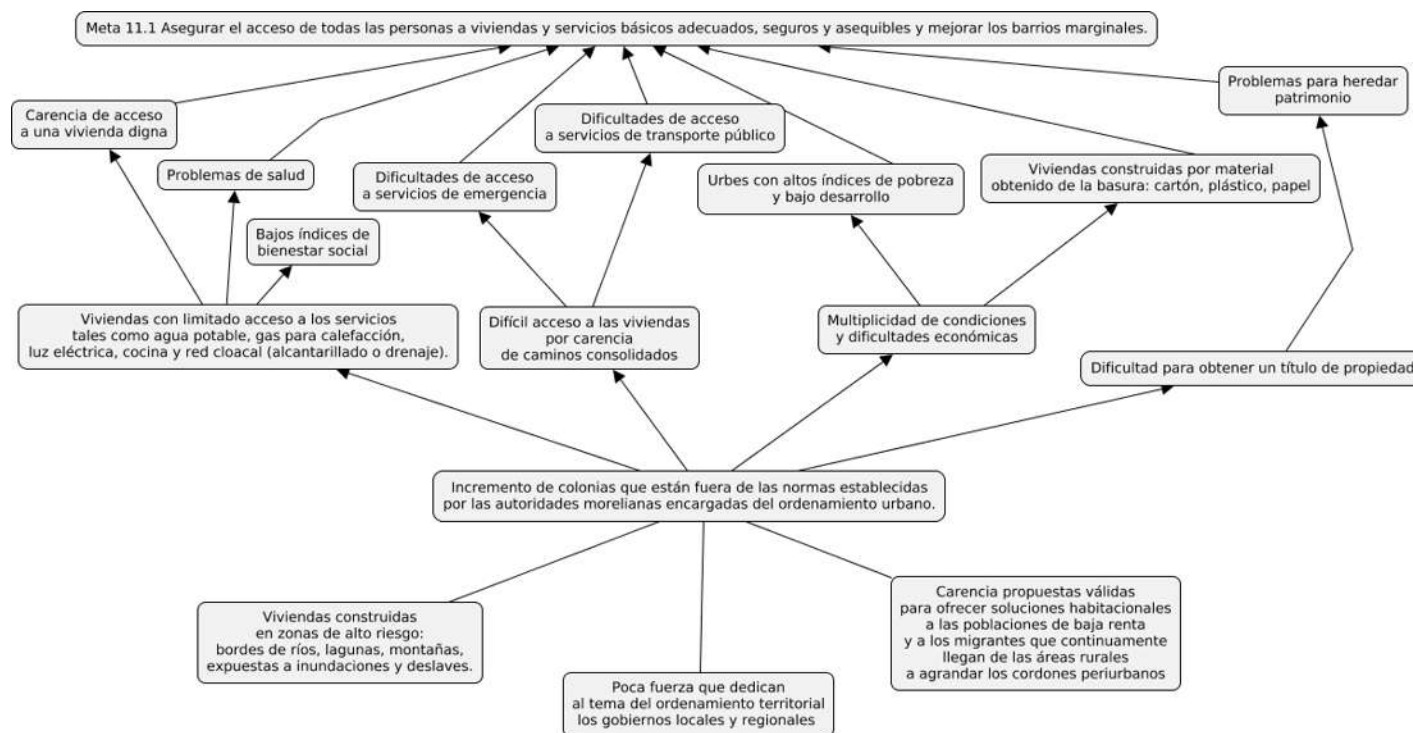 Meta 11.1 Asegurar el acceso de todas las personas a viviendas y servicios básicos adecuados, seguros y asequibles y mejorar los barrios marginales.
Problemas para heredar
patrimonio
Carencia de acceso
a una vivienda digna
Dificultades de acceso
a servicios de transporte público
Problemas de salud
Dificultades de acceso
a servicios de emergencia
Urbes con altos índices de pobreza
y bajo desarrollo
Viviendas construidas por material
obtenido de la basura: cartón, plástico, papel
Bajos índices de
bienestar social
Viviendas con limitado acceso a los servicios
tales como agua potable, gas para calefacción,
luz eléctrica, cocina y red cloacal (alcantarillado o drenaje).
Difícil acceso a las viviendas
por carencia
de caminos consolidados
Multiplicidad de condiciones
y dificultades económicas
Dificultad para obtener un título de propiedad
Incremento de colonias que están fuera de las normas establecidas
por las autoridades morelianas encargadas del ordenamiento urbano.
Viviendas construidas
en zonas de alto riesgo:
bordes de ríos, lagunas, montañas,
expuestas a inundaciones y deslaves.
Poca fuerza que dedican
al tema del ordenamiento territorial
los gobiernos locales y regionales
Carencia propuestas válidas
para ofrecer soluciones habitacionales
a las poblaciones de baja renta
y a los migrantes que continuamente
llegan de las áreas rurales
a agrandar los cordones periurbanos